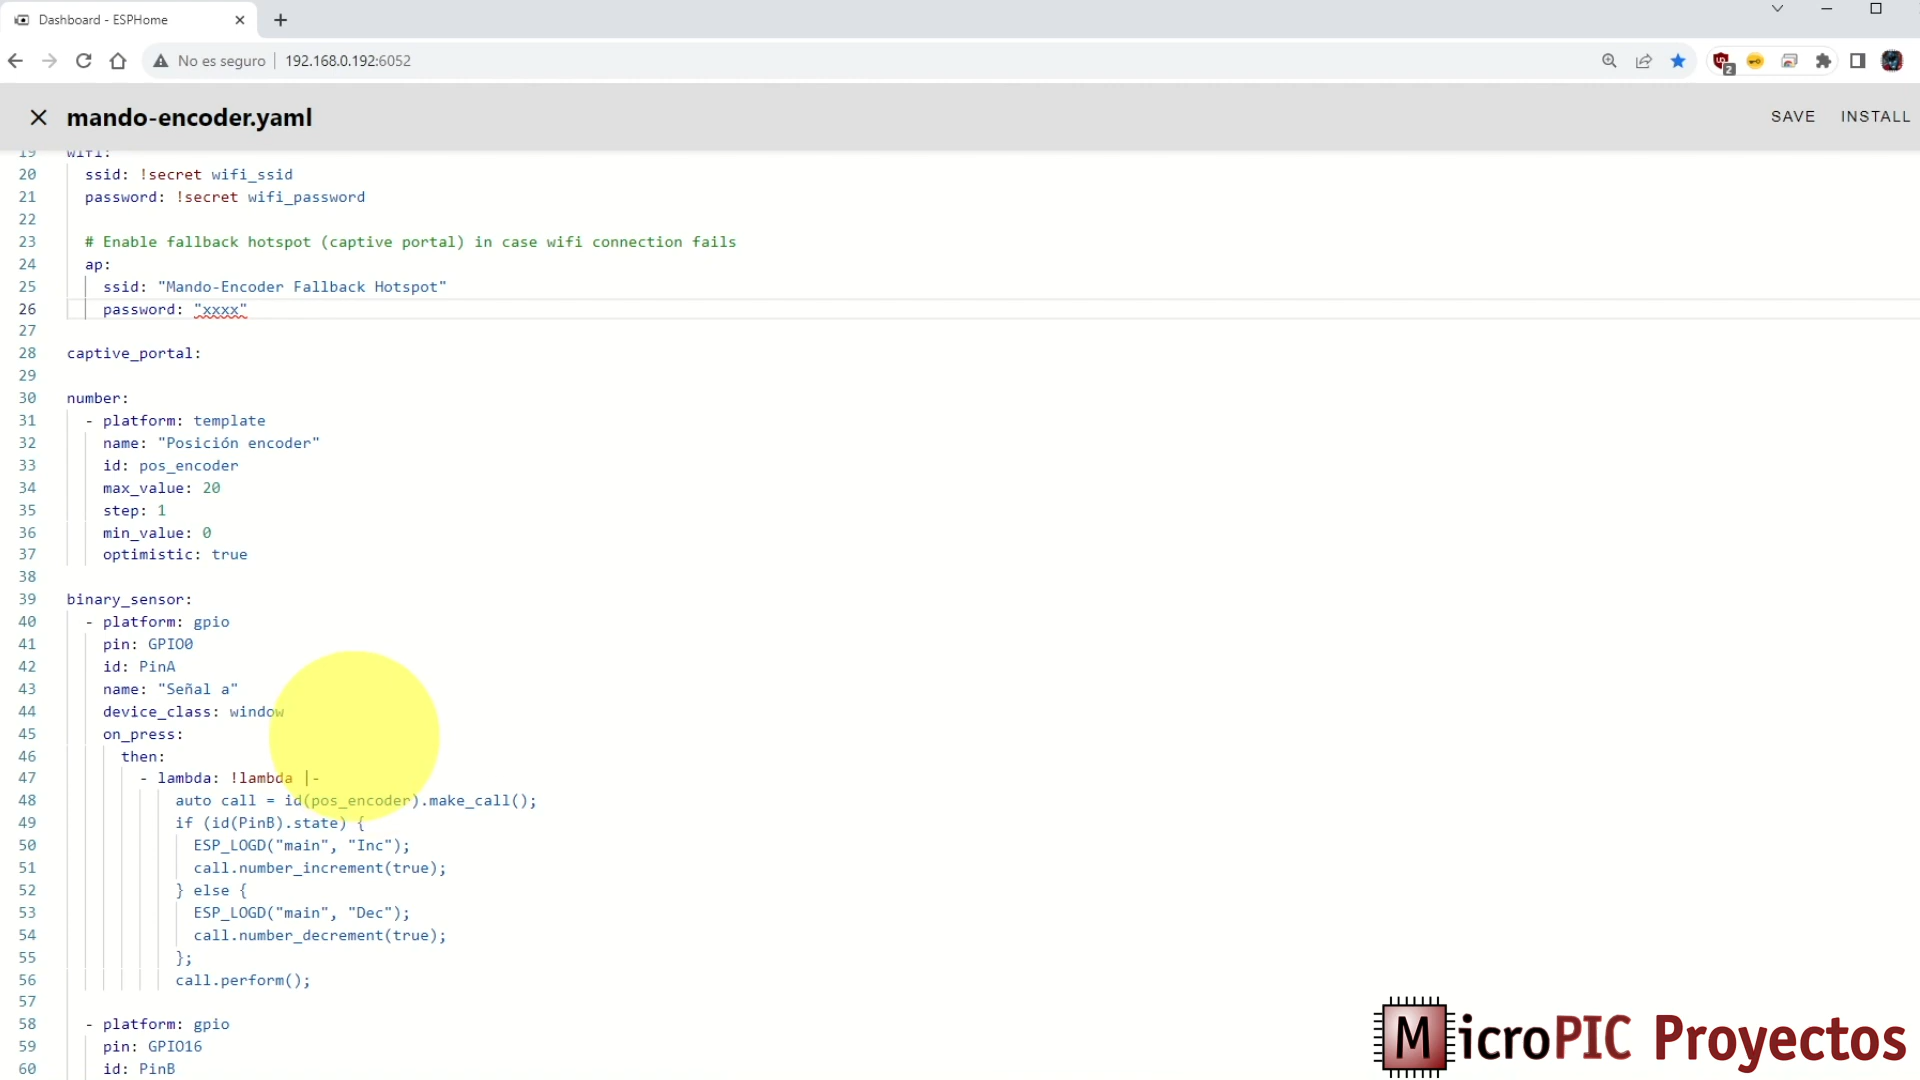 Dashboard - ESPHome
No es seguro
192.168.0.192:6052
2
mando-encoder.yaml
SAVE
INSTALL
19 wifi:
20 ssid: !secret wifi_ssid
21 password: !secret wifi_password
22
23 # Enable fallback hotspot (captive portal) in case wifi connection fails
24 ap:
25 ssid: "Mando-Encoder Fallback Hotspot"
26 password: "xxxx"
27
28 captive_portal:
29
30 number:
31 - platform: template
32 name: "Posición encoder"
33 id: pos_encoder
34 max_value: 20
35 step: 1
36 min_value: 0
37 optimistic: true
38
39 binary_sensor:
40 - platform: gpio
41 pin: GPIO0
42 id: PinA
43 name: "Señal a"
44 device_class: window
45 on_press:
46 then:
47 - lambda: !lambda |-
48 auto call = id(pos_encoder).make_call();
49 if (id(PinB).state) {
50 ESP_LOGD("main", "Inc");
51 call.number_increment(true);
52 } else {
53 ESP_LOGD("main", "Dec");
54 call.number_decrement(true);
55 };
56 call.perform();
57
58 - platform: gpio
59 pin: GPIO16
60 id: PinB
MicroPIC Proyectos